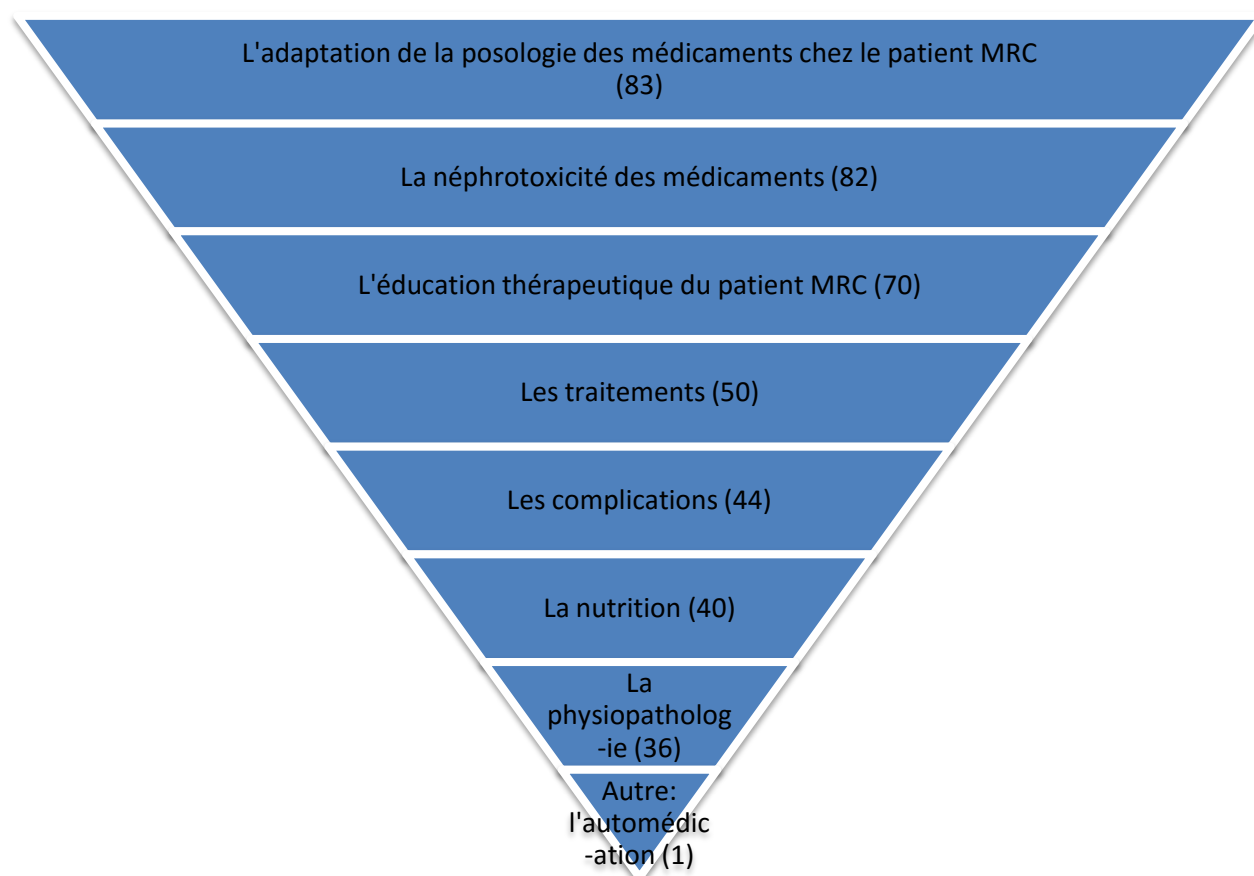 L'adaptation de la posologie des médicaments chez le patient MRC
(83)
La néphrotoxicité des médicaments (82)
L'éducation thérapeutique du patient MRC (70)
Les traitements (50)
Les complications (44)
La nutrition (40)
La
physiopatholog
-ie (36)
Autre:
l'automédic
-ation (1)